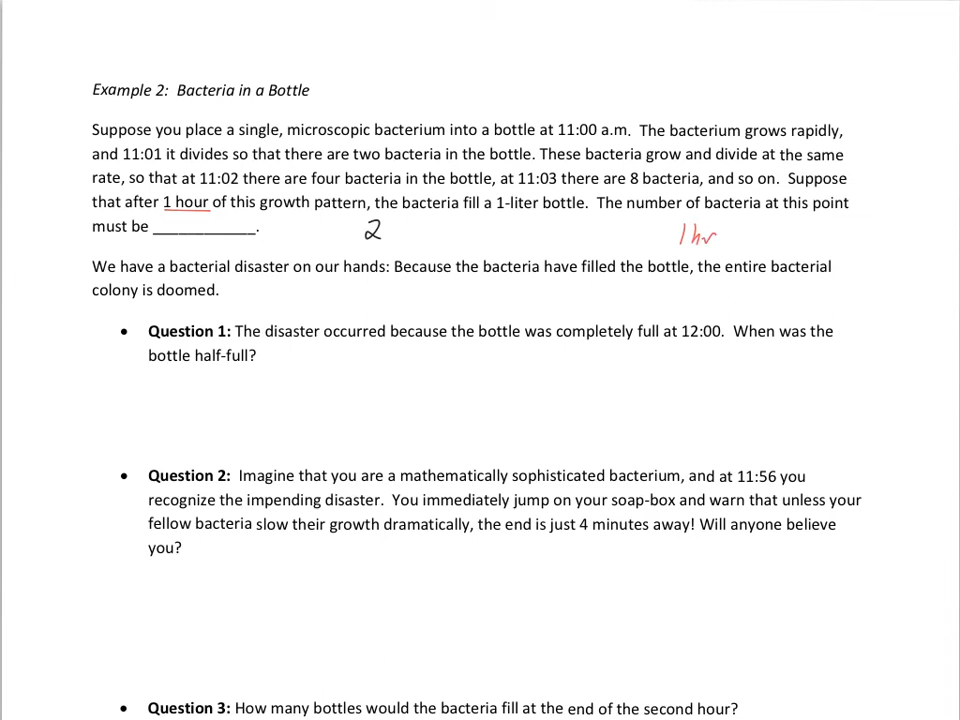 Example 2: Bacteria in a Bottle
Suppose you place a single, microscopic bacterium into a bottle at 11:00 a.m. The bacterium grows rapidly,
and 11:01 it divides so that there are two bacteria in the bottle. These bacteria grow and divide at the same
rate, so that at 11:02 there are four bacteria in the bottle, at 11:03 there are 8 bacteria, and so on. Suppose
that after 1 hour of this growth pattern, the bacteria fill a 1-liter bottle. The number of bacteria at this point
must be ____________.
2 1 hr
We have a bacterial disaster on our hands: Because the bacteria have filled the bottle, the entire bacterial
colony is doomed.
• Question 1: The disaster occurred because the bottle was completely full at 12:00. When was the
bottle half-full?
• Question 2: Imagine that you are a mathematically sophisticated bacterium, and at 11:56 you
recognize the impending disaster. You immediately jump on your soap-box and warn that unless your
fellow bacteria slow their growth dramatically, the end is just 4 minutes away! Will anyone believe
you?
• Question 3: How many bottles would the bacteria fill at the end of the second hour?